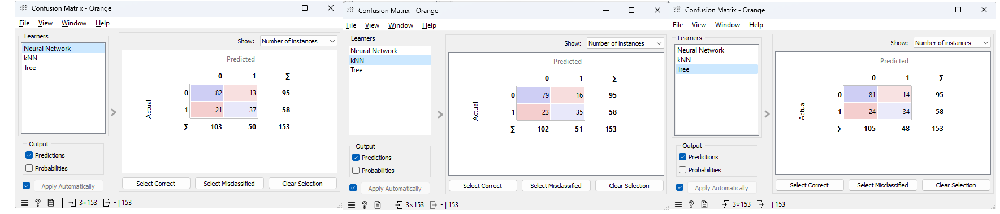 Confusion Matrix - Orange
File View Window Help
Learners
Neural Network
kNN
Tree
Output
Predictions
Probabilities
Apply Automatically
Show: Number of instances
Predicted
0 1 Σ
Actual
0 82 13 95
1 21 37 58
Σ 103 50 153
Select Correct Select Misclassified Clear Selection
3×153 - | 153
Confusion Matrix - Orange
File View Window Help
Learners
Neural Network
kNN
Tree
Output
Predictions
Probabilities
Apply Automatically
Show: Number of instances
Predicted
0 1 Σ
Actual
0 79 16 95
1 23 35 58
Σ 102 51 153
Select Correct Select Misclassified Clear Selection
3×153 - | 153
Confusion Matrix - Orange
File View Window Help
Learners
Neural Network
kNN
Tree
Output
Predictions
Probabilities
Apply Automatically
Show: Number of instances
Predicted
0 1 Σ
Actual
0 81 14 95
1 24 34 58
Σ 105 48 153
Select Correct Select Misclassified Clear Selection
3×153 - | 153